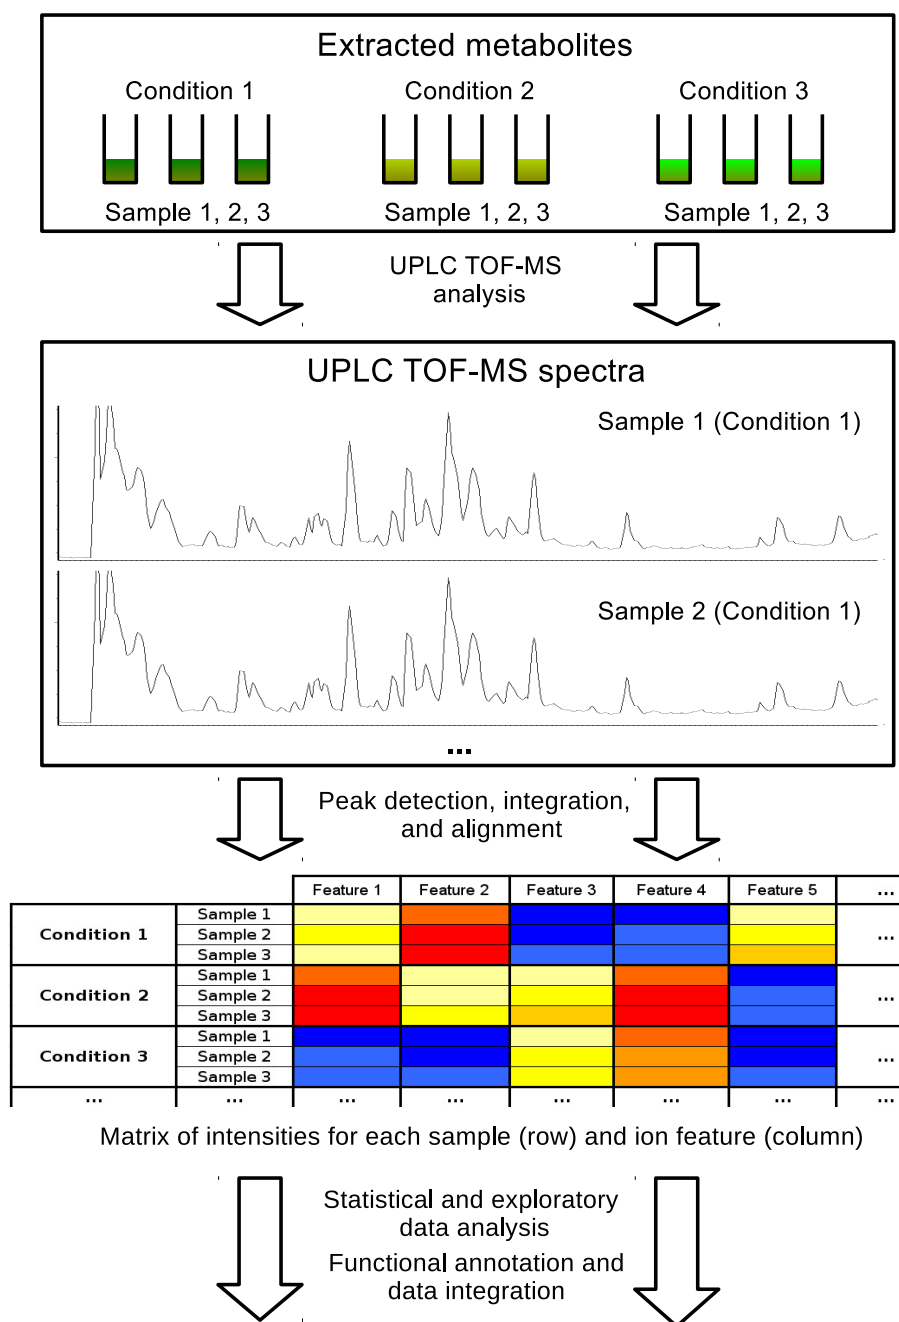 Extracted metabolites
Condition 1 Condition 2 Condition 3
Sample 1, 2, 3 Sample 1, 2, 3 Sample 1, 2, 3
UPLC TOF-MS
analysis
UPLC TOF-MS spectra
Sample 1 (Condition 1)
Sample 2 (Condition 1)
...
Peak detection, integration,
and alignment
Feature 1 Feature 2 Feature 3 Feature 4 Feature 5 ...
Condition 1 Sample 1
Sample 2 ...
Sample 3
Condition 2 Sample 1
Sample 2 ...
Sample 3
Condition 3 Sample 1
Sample 2 ...
Sample 3
... ... ... ... ... ... ... ...
Matrix of intensities for each sample (row) and ion feature (column)
Statistical and exploratory
data analysis
Functional annotation and
data integration